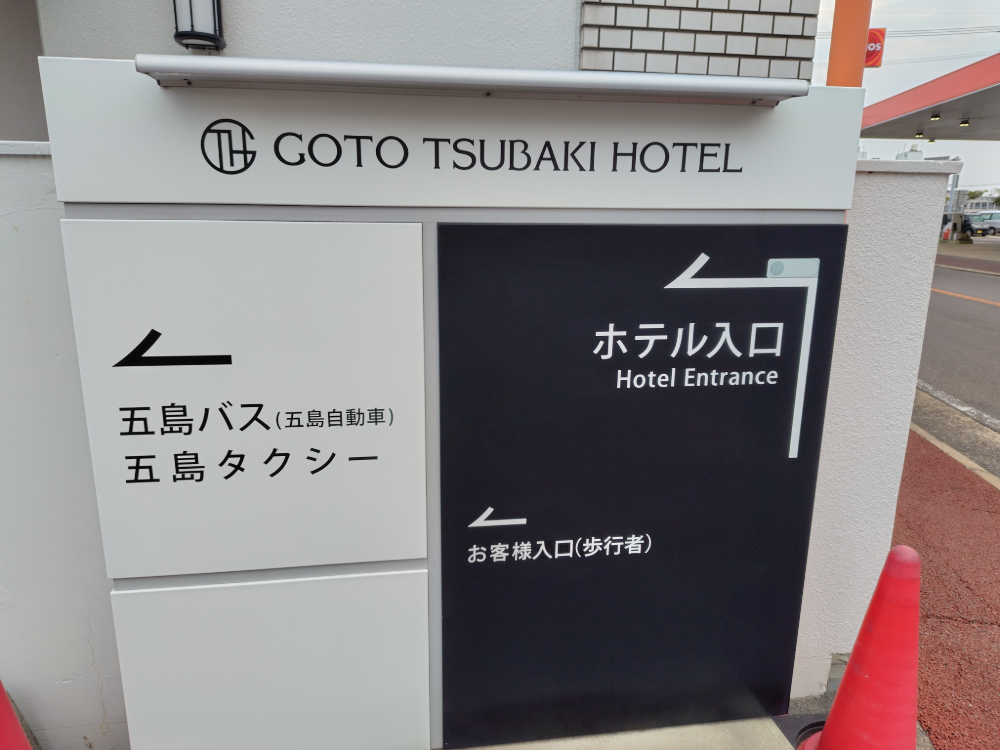 GOTO TSUBAKI HOTEL
五島バス(五島自動車)
五島タクシー
ホテル入口
Hotel Entrance
お客様入口(歩行者)